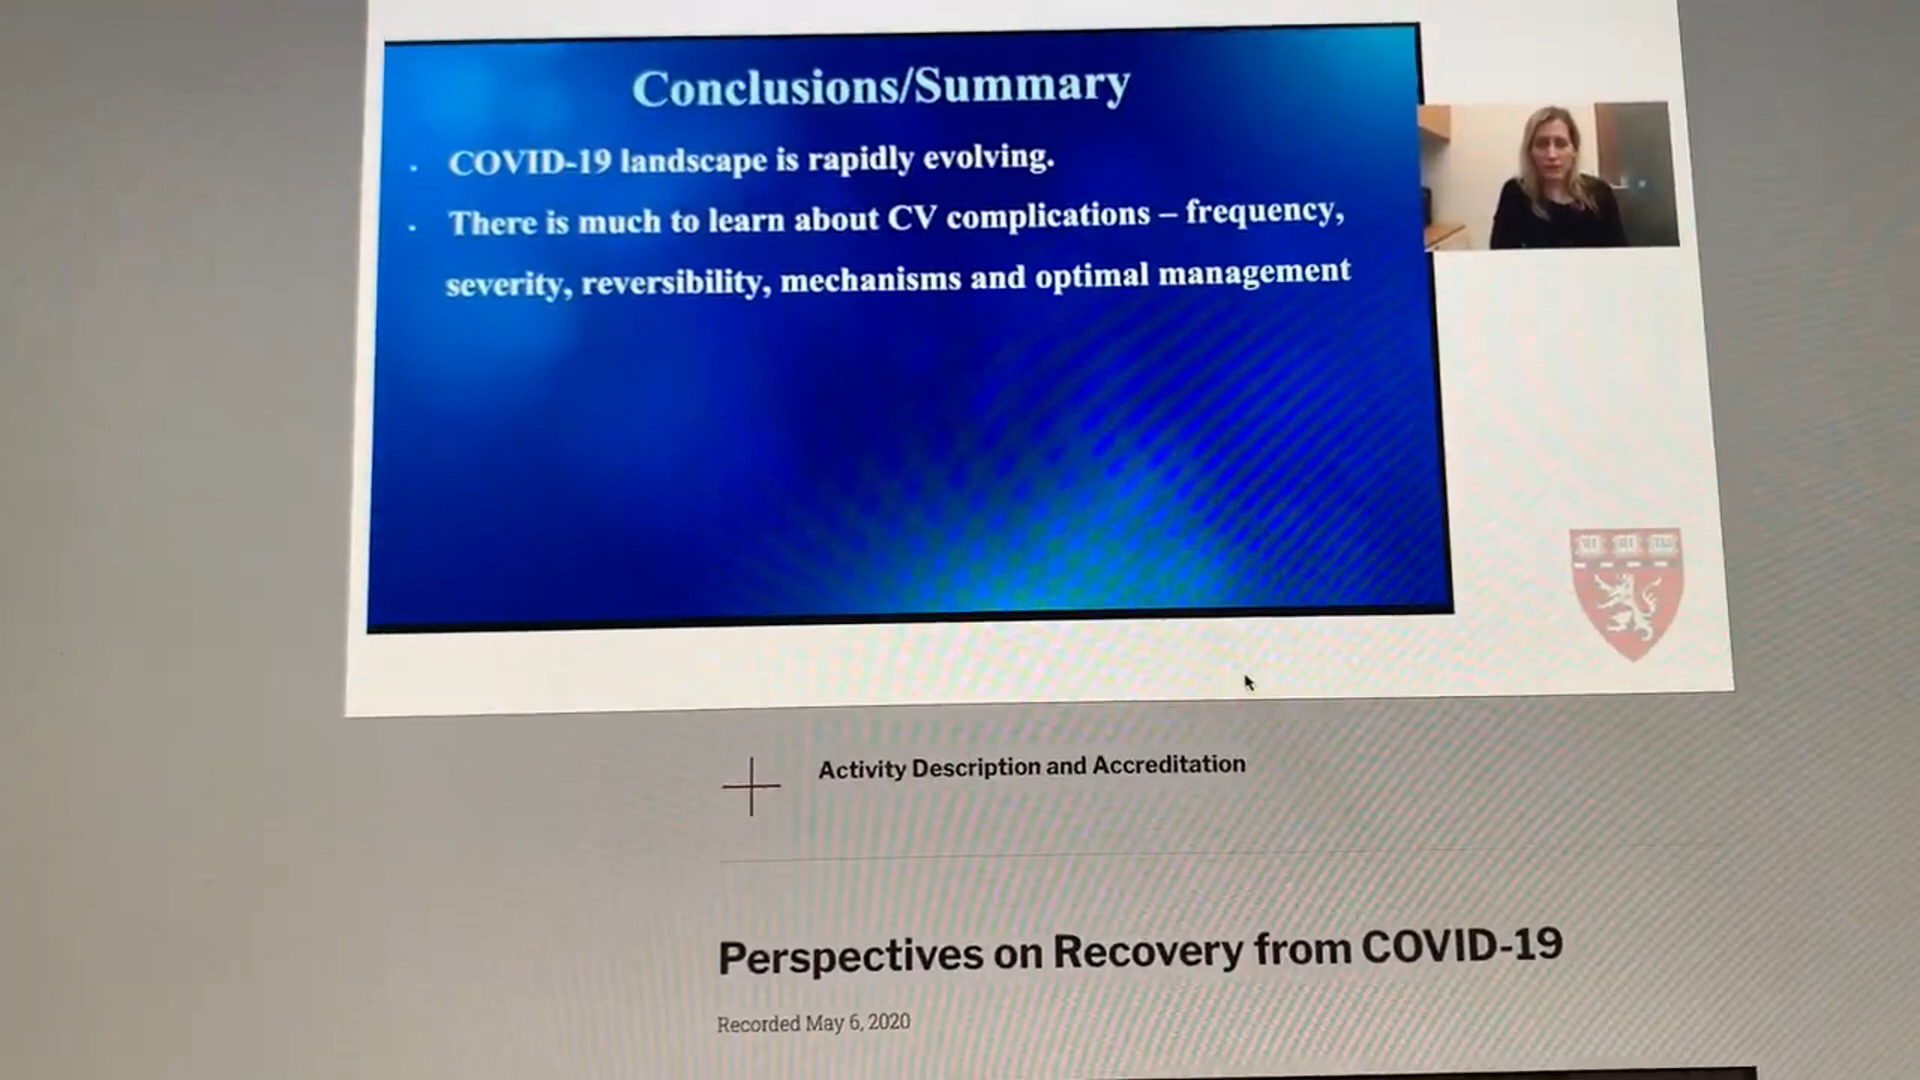 Conclusions/Summary
· COVID-19 landscape is rapidly evolving.
· There is much to learn about CV complications – frequency,
severity, reversibility, mechanisms and optimal management
Activity Description and Accreditation
Perspectives on Recovery from COVID-19
Recorded May 6, 2020